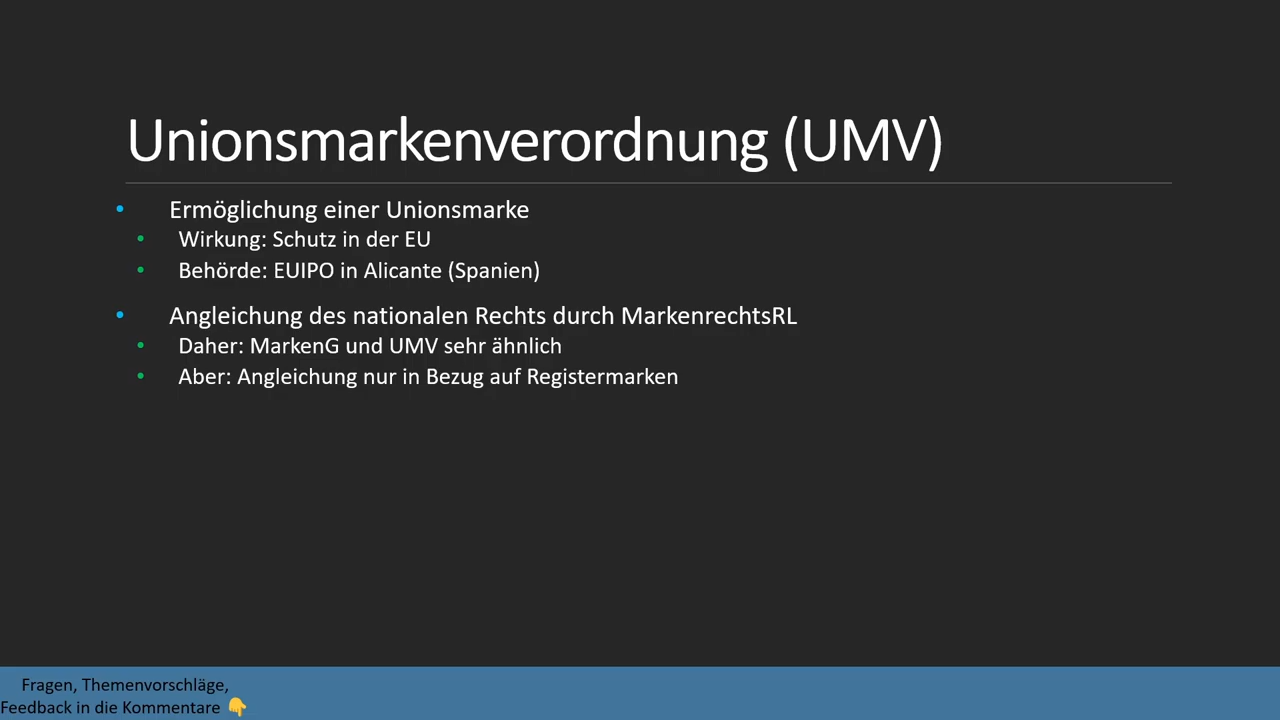 Unionsmarkenverordnung (UMV)
• Ermöglichung einer Unionsmarke
• Wirkung: Schutz in der EU
• Behörde: EUIPO in Alicante (Spanien)
• Angleichung des nationalen Rechts durch MarkenrechtsRL
• Daher: MarkenG und UMV sehr ähnlich
• Aber: Angleichung nur in Bezug auf Registermarken
Fragen, Themenvorschläge,
Feedback in die Kommentare 👇